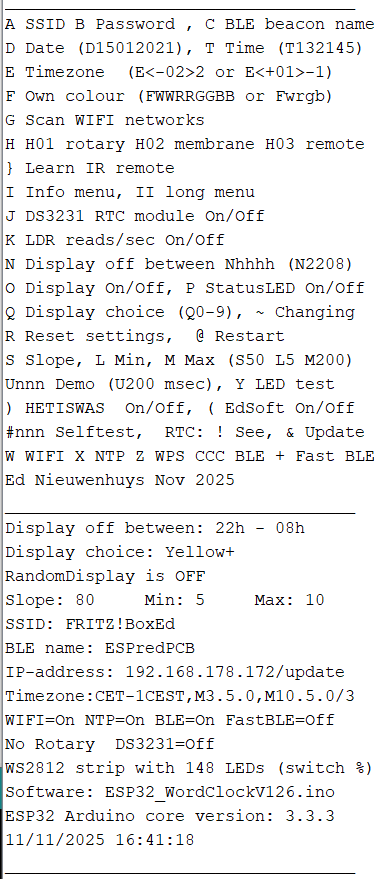 A SSID B Password , C BLE beacon name
D Date (D15012021), T Time (T132145)
E Timezone  (E<-02>2 or E<+01>-1)
F Own colour (FWWRRGGBB or Fwrgb)
G Scan WIFI networks
H H01 rotary H02 membrane H03 remote
} Learn IR remote
I Info menu, II long menu
J DS3231 RTC module On/Off
K LDR reads/sec On/Off
N Display off between Nhhhh (N2208)
O Display On/Off, P StatusLED On/Off
Q Display choice (Q0-9), ~ Changing
R Reset settings,  @ Restart
S Slope, L Min, M Max (S50 L5 M200)
Unnn Demo (U200 msec), Y LED test
) HETISWAS  On/Off, ( EdSoft On/Off
#nnn Selftest,  RTC: ! See, & Update
W WIFI X NTP Z WPS CCC BLE + Fast BLE
Ed Nieuwenhuys Nov 2025
Display off between: 22h - 08h
Display choice: Yellow+
RandomDisplay is OFF
Slope: 80     Min: 5     Max: 10
SSID: FRITZ!BoxEd
BLE name: ESPredPCB
IP-address: 192.168.178.172/update
Timezone:CET-1CEST,M3.5.0,M10.5.0/3
WIFI=On NTP=On BLE=On FastBLE=Off
No Rotary  DS3231=Off
WS2812 strip with 148 LEDs (switch %)
Software: ESP32_WordClockV126.ino
ESP32 Arduino core version: 3.3.3
11/11/2025 16:41:18